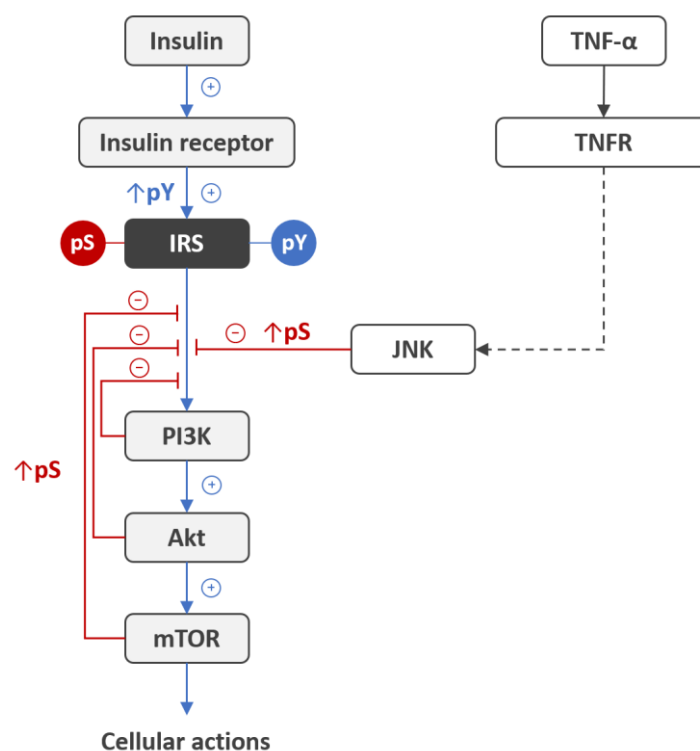 Insulin
TNF-α
+
Insulin receptor
TNFR
↑pY
+
pS
IRS
pY
−
−
−
↑pS
JNK
−
PI3K
↑pS
+
Akt
+
mTOR
Cellular actions